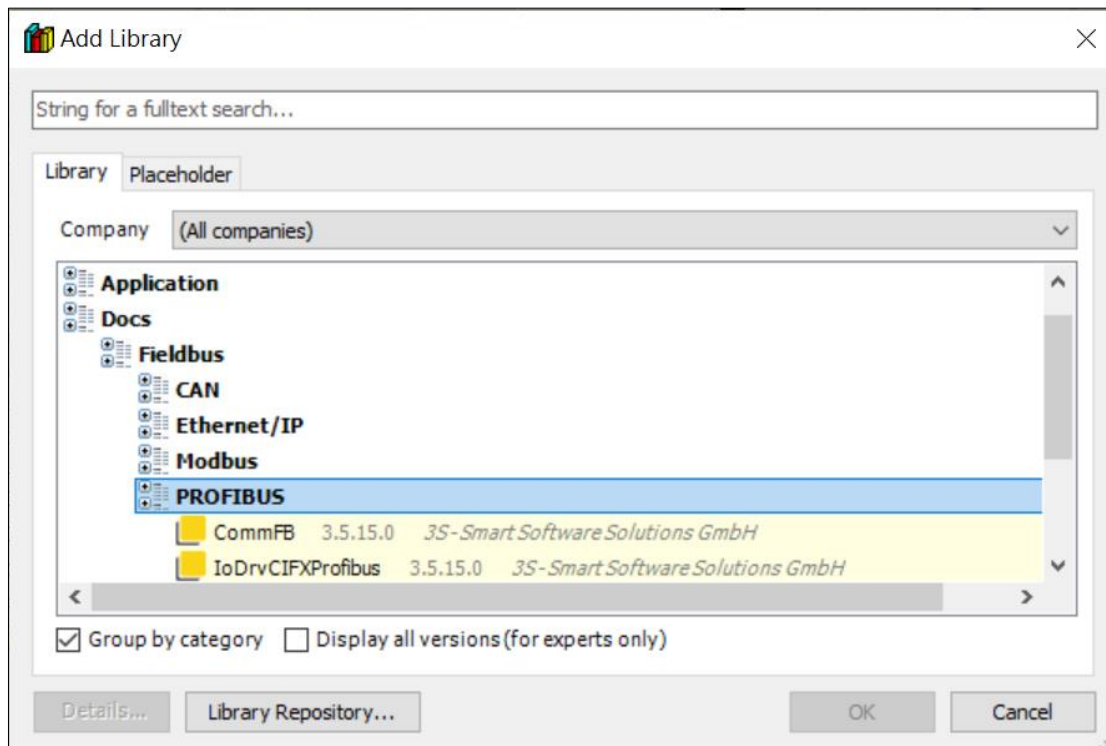 Add Library
String for a fulltext search...
Library Placeholder
Company (All companies)
Application
Docs
Fieldbus
CAN
Ethernet/IP
Modbus
PROFIBUS
CommFB 3.5.15.0 3S-Smart Software Solutions GmbH
IoDrvCIFXProfibus 3.5.15.0 3S-Smart Software Solutions GmbH
Group by category Display all versions (for experts only)
Details... Library Repository... OK Cancel